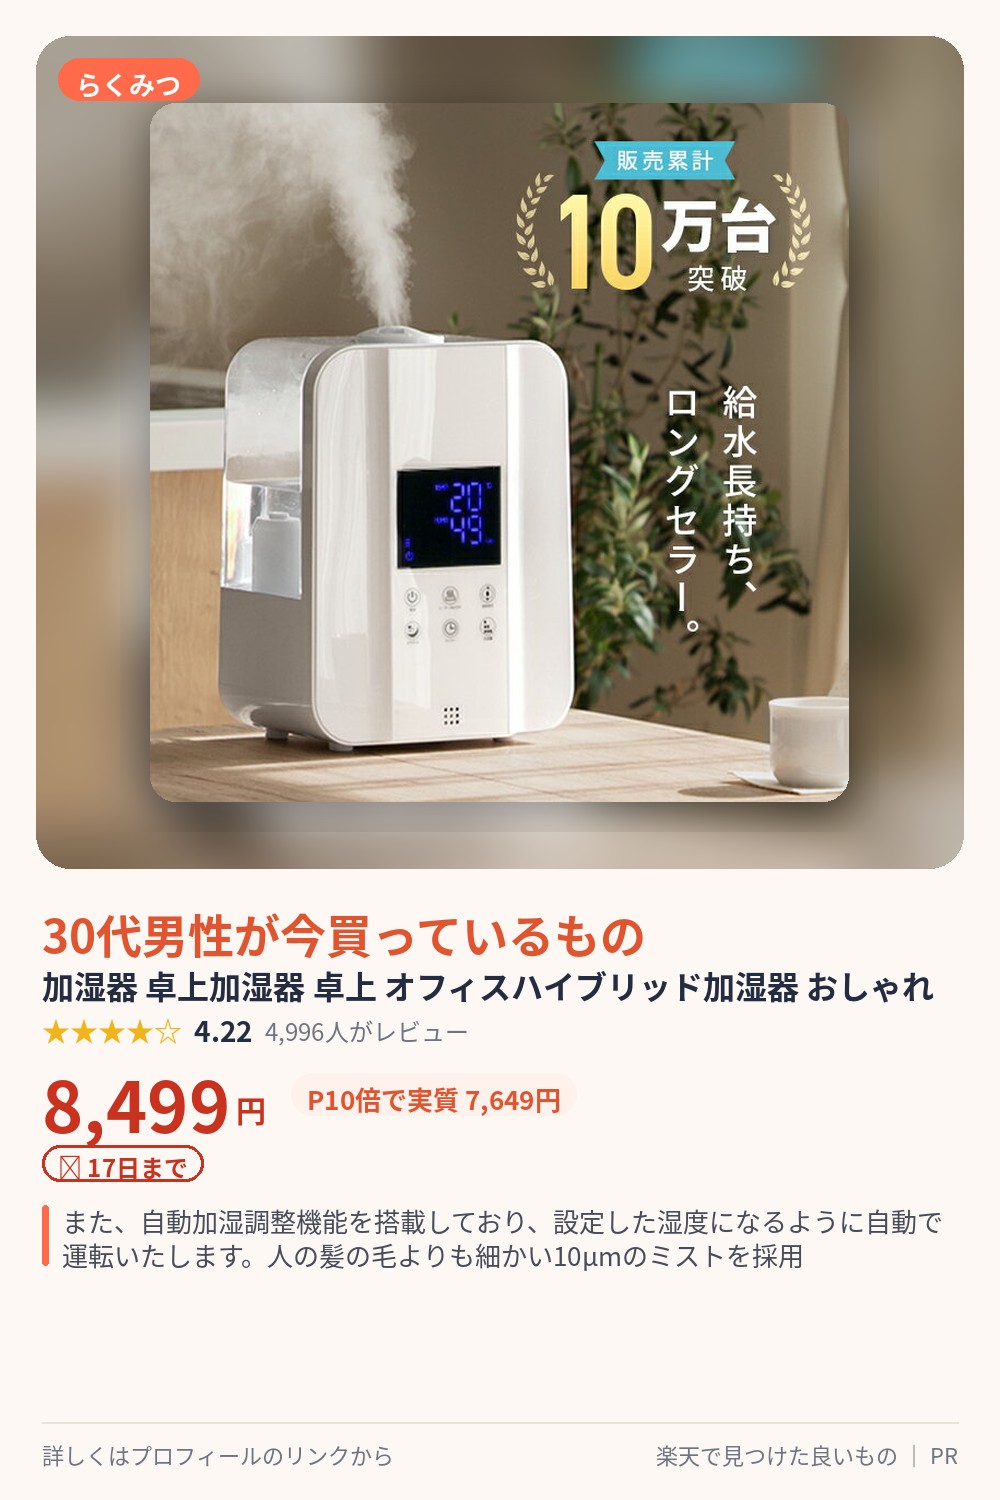 らくみつ
販売累計
10万台
突破
給水長持ち、
ロングセラー。
20
49
30代男性が今買っているもの
加湿器 卓上加湿器 卓上 オフィスハイブリッド加湿器 おしゃれ
★★★★☆ 4.22 4,996人がレビュー
8,499円 P10倍で実質 7,649円
17日まで
また、自動加湿調整機能を搭載しており、設定した湿度になるように自動で
運転いたします。人の髪の毛よりも細かい10μmのミストを採用
詳しくはプロフィールのリンクから
楽天で見つけた良いもの ｜ PR